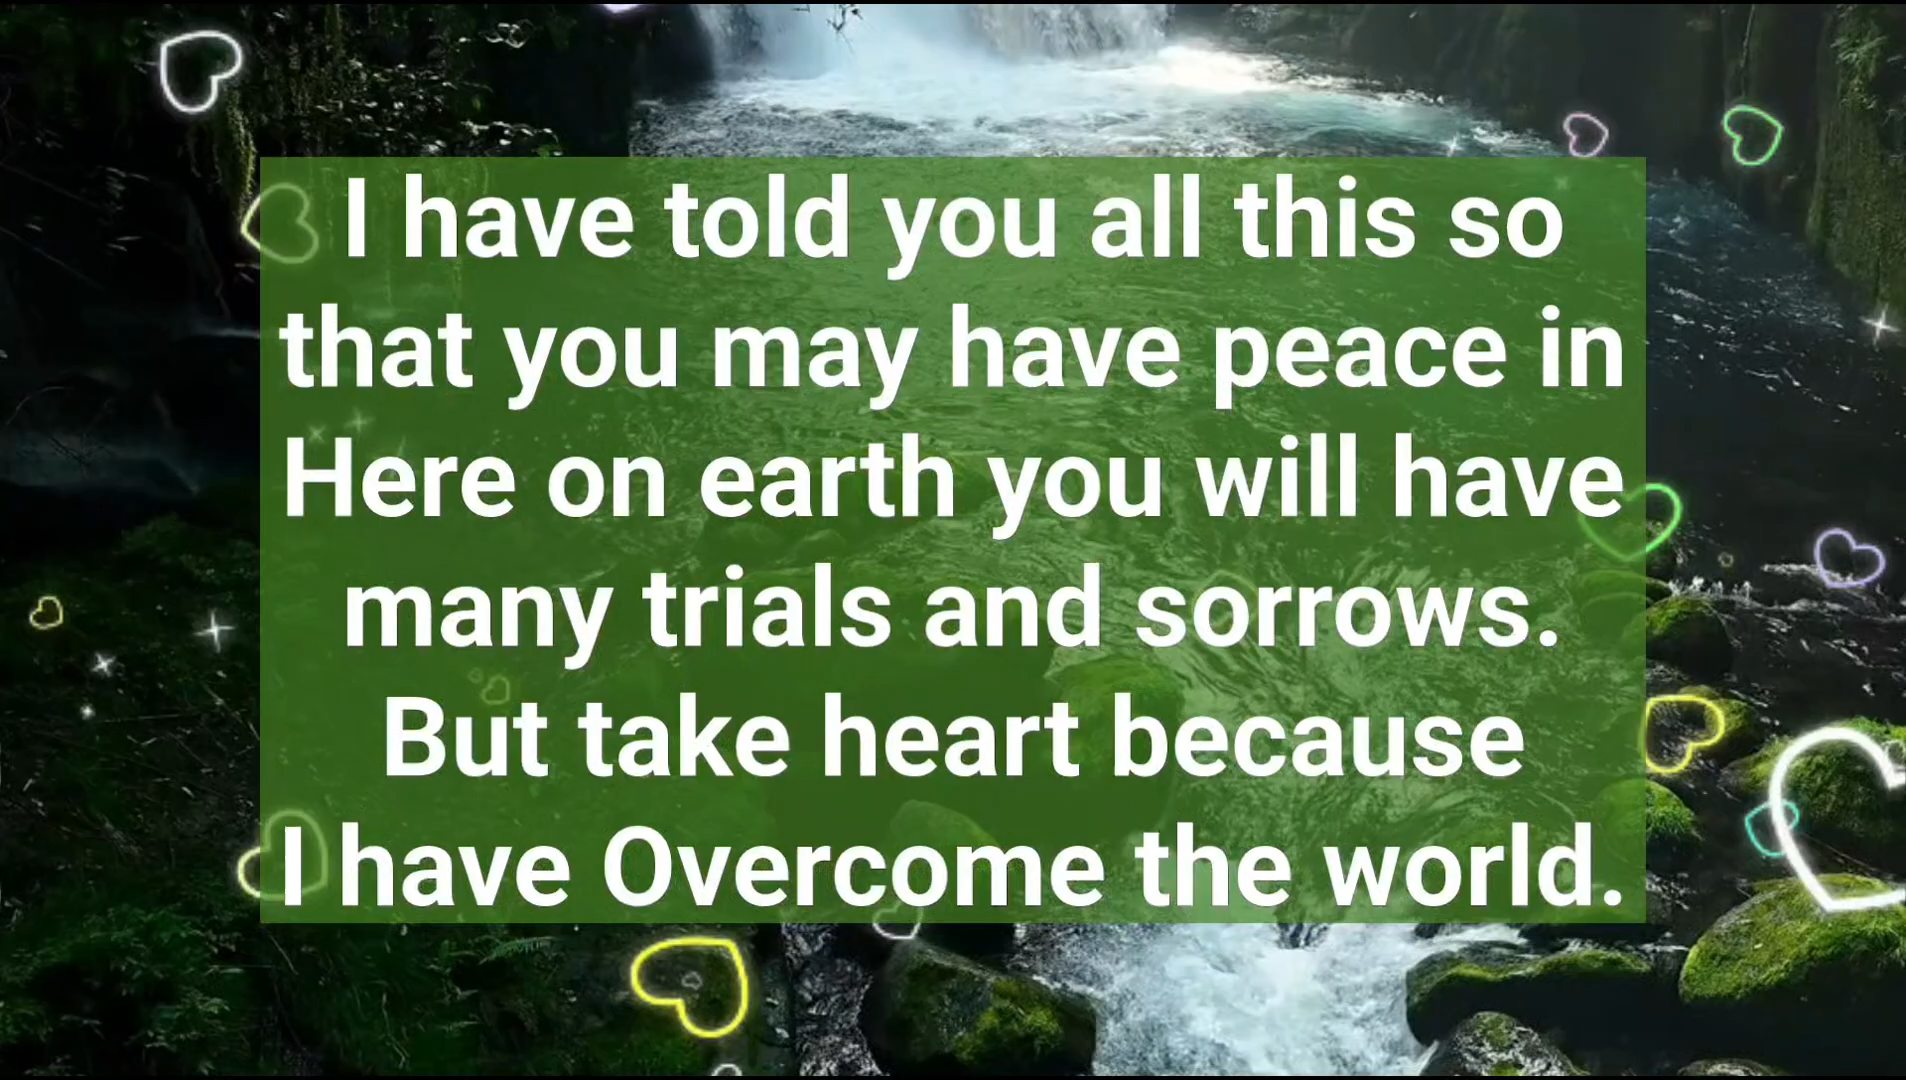 I have told you all this so
that you may have peace in
Here on earth you will have
many trials and sorrows.
But take heart because
I have Overcome the world.